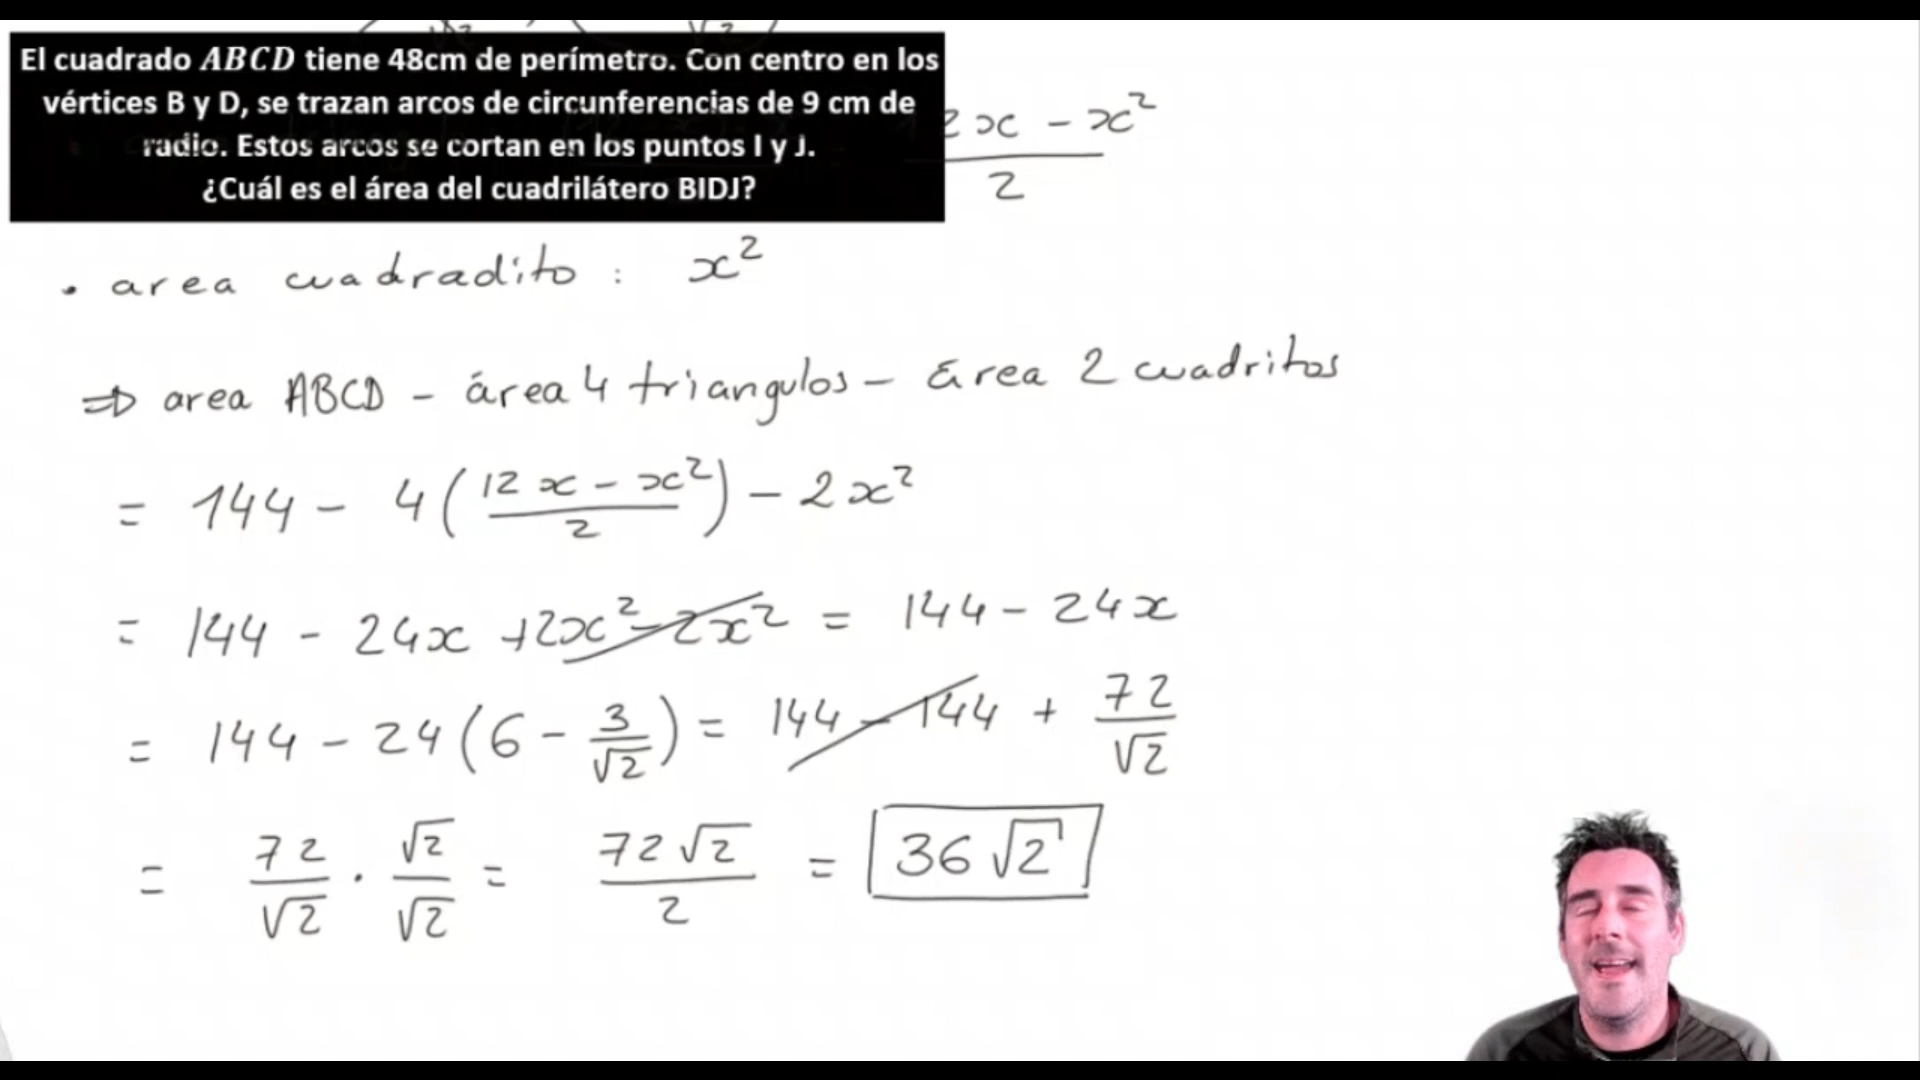 El cuadrado ABCD tiene 48cm de perímetro. Con centro en los
vértices B y D, se trazan arcos de circunferencias de 9 cm de
radio. Estos arcos se cortan en los puntos I y J.
¿Cuál es el área del cuadrilátero BIDJ?
2x - x²
2
• area cuadradito : x²
⇒ area ABCD - área 4 triangulos - área 2 cuadritos
= 144 - 4(12x - x² / 2) - 2x²
= 144 - 24x + 2x² - 2x² = 144 - 24x
= 144 - 24(6 - 3/√2) = 144 - 144 + 72/√2
= 72/√2 · √2/√2 = 72√2/2 = 36√2